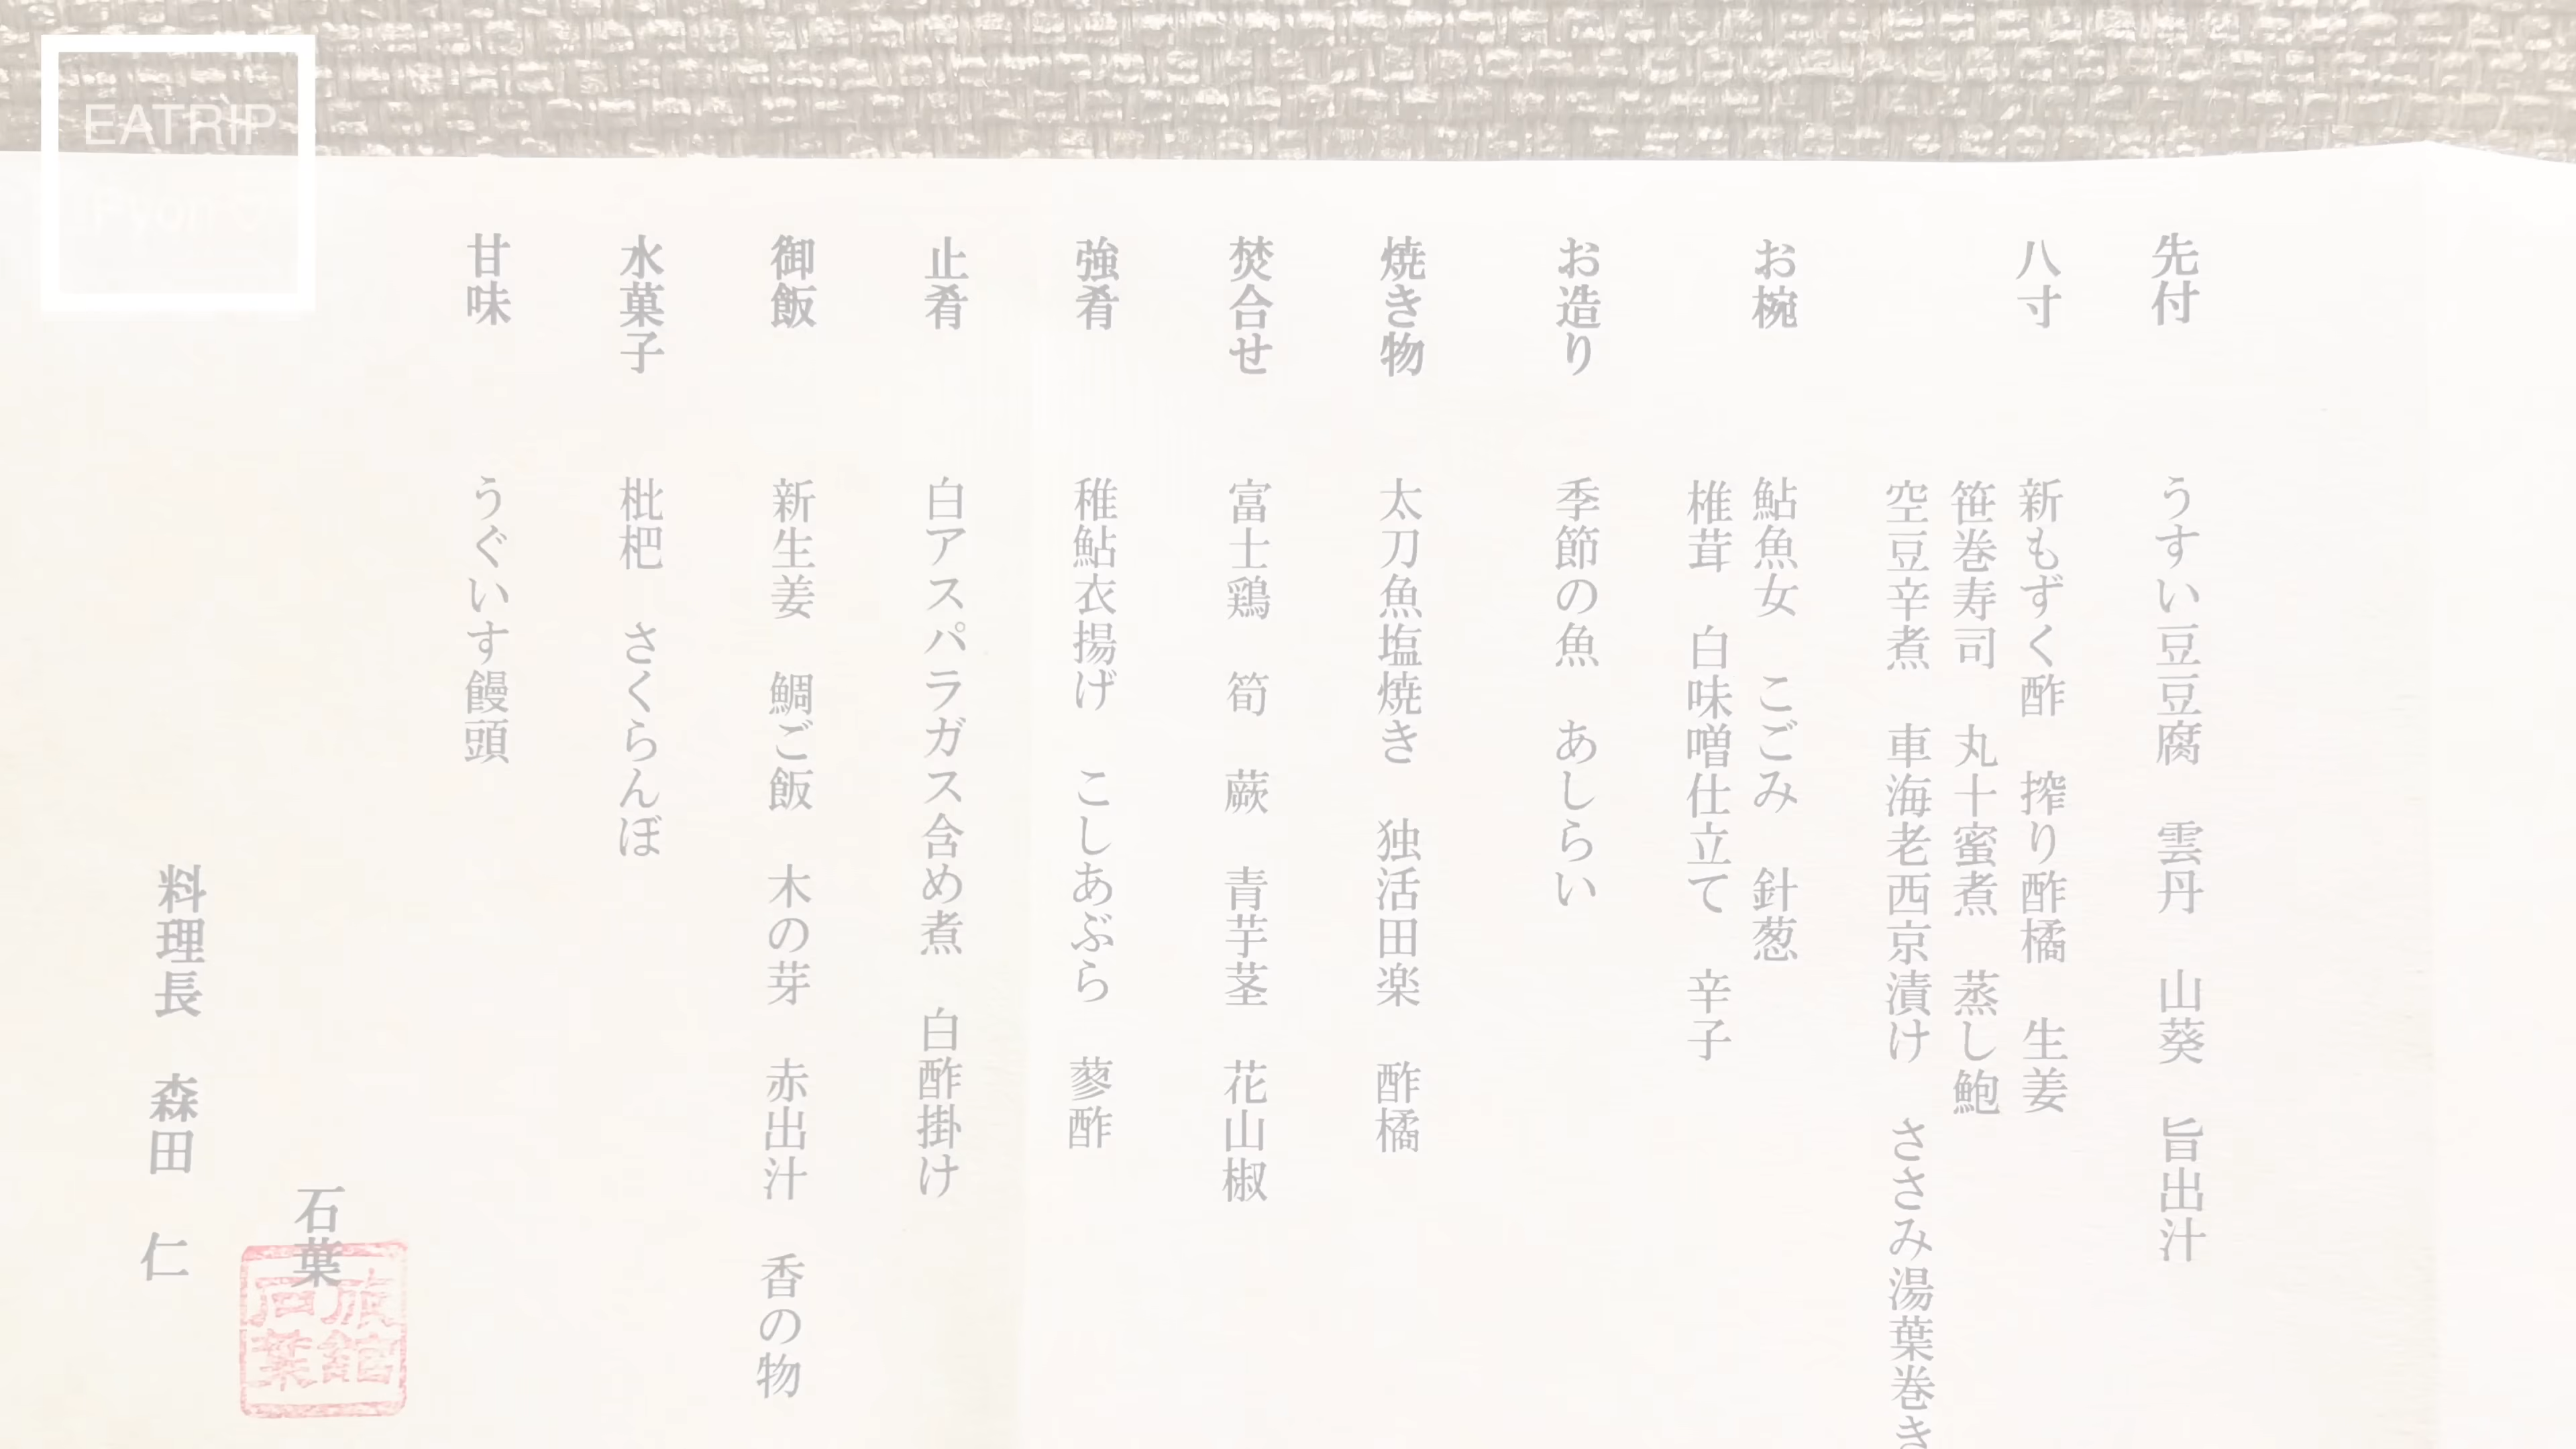 EATRIP
先付　うすい豆豆腐　雲丹　山葵　旨出汁
八寸　新もずく酢　搾り酢橘　生姜
笹巻寿司　丸十蜜煮　蒸し鮑
空豆辛煮　車海老西京漬け　ささみ湯葉巻き
お椀　鮎魚女　こごみ　針葱
椎茸　白味噌仕立て　辛子
お造り　季節の魚　あしらい
焼き物　太刀魚塩焼き　独活田楽　酢橘
焚合せ　富士鶏　筍　蕨　青芋茎　花山椒
強肴　稚鮎衣揚げ　こしあぶら　蓼酢
止肴　白アスパラガス含め煮　白酢掛け
御飯　新生姜　鯛ご飯　木の芽　赤出汁　香の物
水菓子　枇杷　さくらんぼ
甘味　うぐいす饅頭
石葉
旅館
石葉
料理長　森田　仁